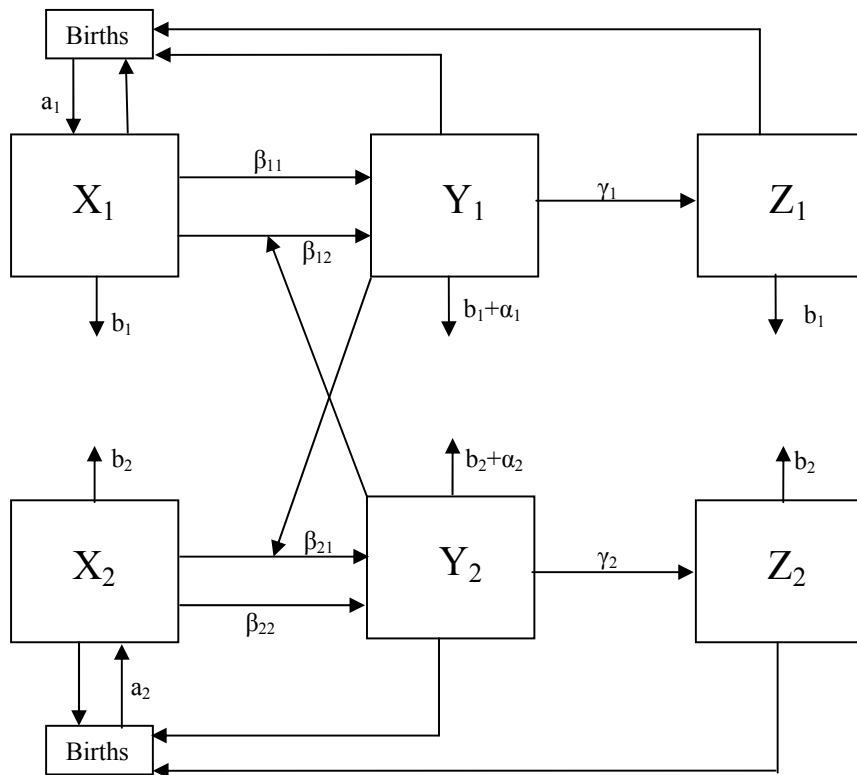 Births
a₁
β₁₁
X₁
Y₁
γ₁
Z₁
β₁₂
b₁
b₁+α₁
b₁
b₂
b₂+α₂
b₂
β₂₁
X₂
Y₂
γ₂
Z₂
β₂₂
a₂
Births